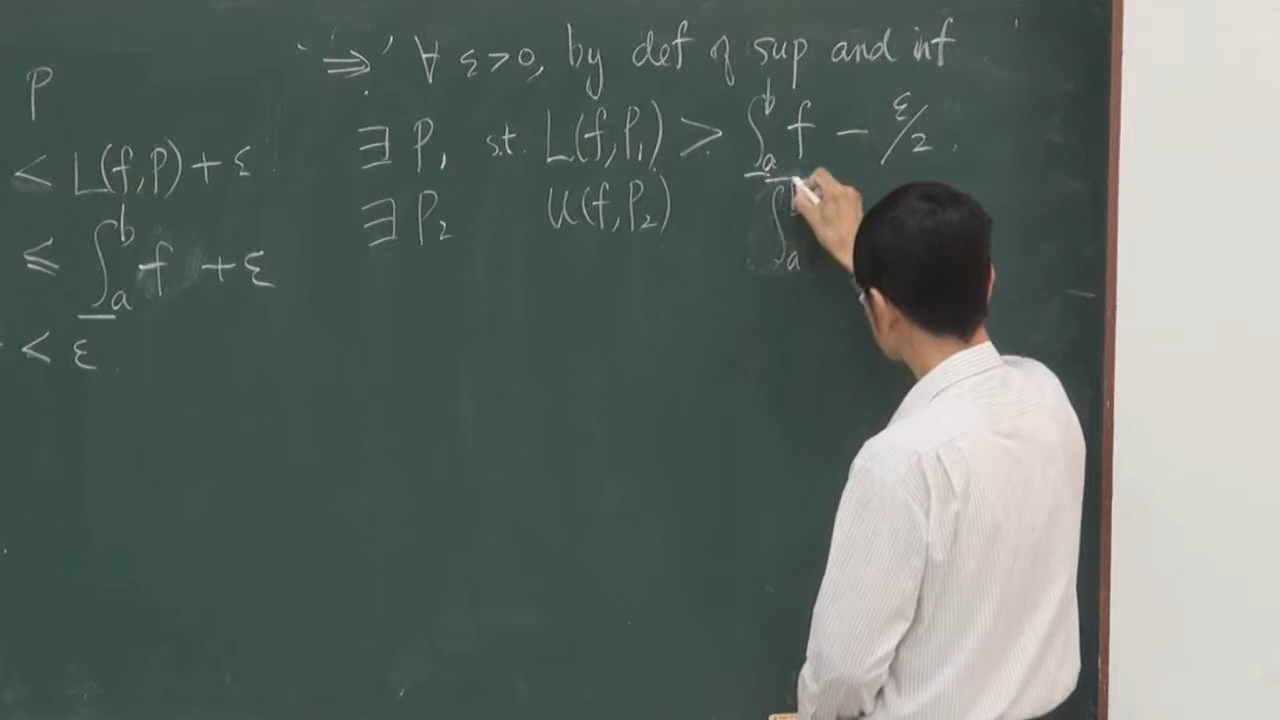 P
< L(f,P) + ε
≤ ∫_a^b f + ε
< ε
"⇒" ∀ ε>0, by def of sup and inf
∃ P₁ s.t. L(f,P₁) > ∫_a^b f − ε/2.
∃ P₂ U(f,P₂) ∫_a